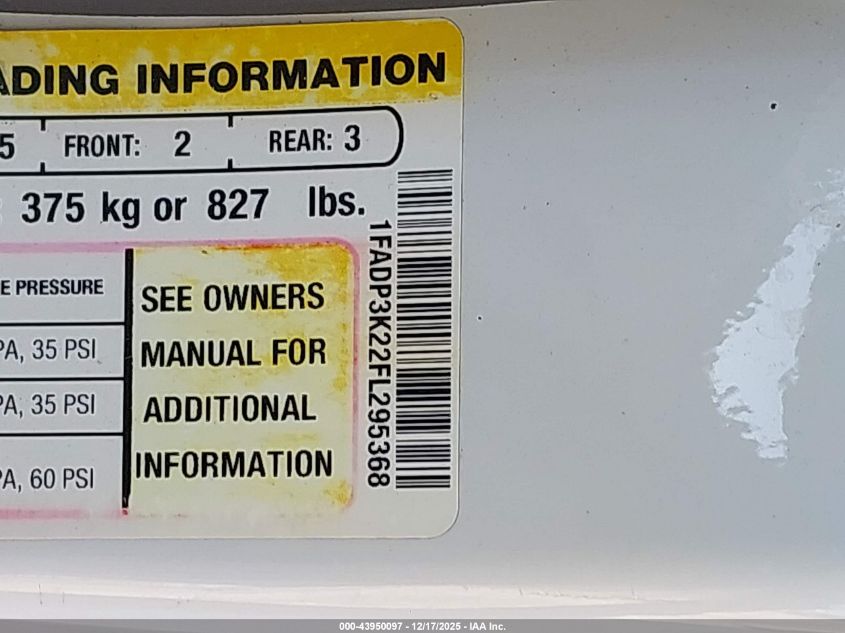 ADING INFORMATION
5 FRONT: 2 REAR: 3
375 kg or 827 lbs.
E PRESSURE
PA, 35 PSI
PA, 35 PSI
PA, 60 PSI
SEE OWNERS
MANUAL FOR
ADDITIONAL
INFORMATION
1FADP3K22FL295368
000-43950097 - 12/17/2025 - IAA Inc.